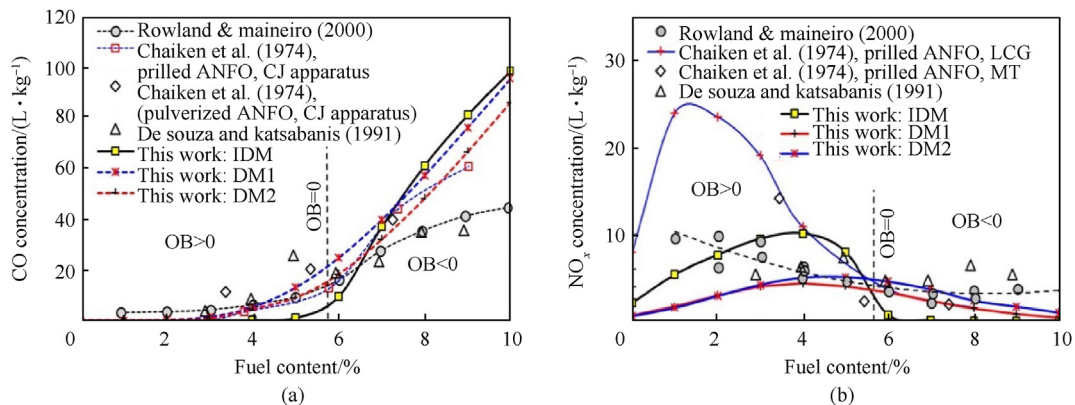 120
100
80
60
40
20
0
2
4
6
8
10
CO concentration/(L · kg⁻¹)
Fuel content/%
Rowland & maineiro (2000)
Chaiken et al. (1974),
prilled ANFO, CJ apparatus
Chaiken et al. (1974),
(pulverized ANFO, CJ apparatus)
De souza and katsabanis (1991)
This work: IDM
This work: DM1
This work: DM2
OB>0
OB=0
OB<0
(a)
30
20
10
0
0
2
4
6
8
10
NOx concentration/(L · kg⁻¹)
Fuel content/%
Rowland & maineiro (2000)
Chaiken et al. (1974), prilled ANFO, LCG
Chaiken et al. (1974), prilled ANFO, MT
De souza and katsabanis (1991)
This work: IDM
This work: DM1
This work: DM2
OB>0
OB=0
OB<0
(b)